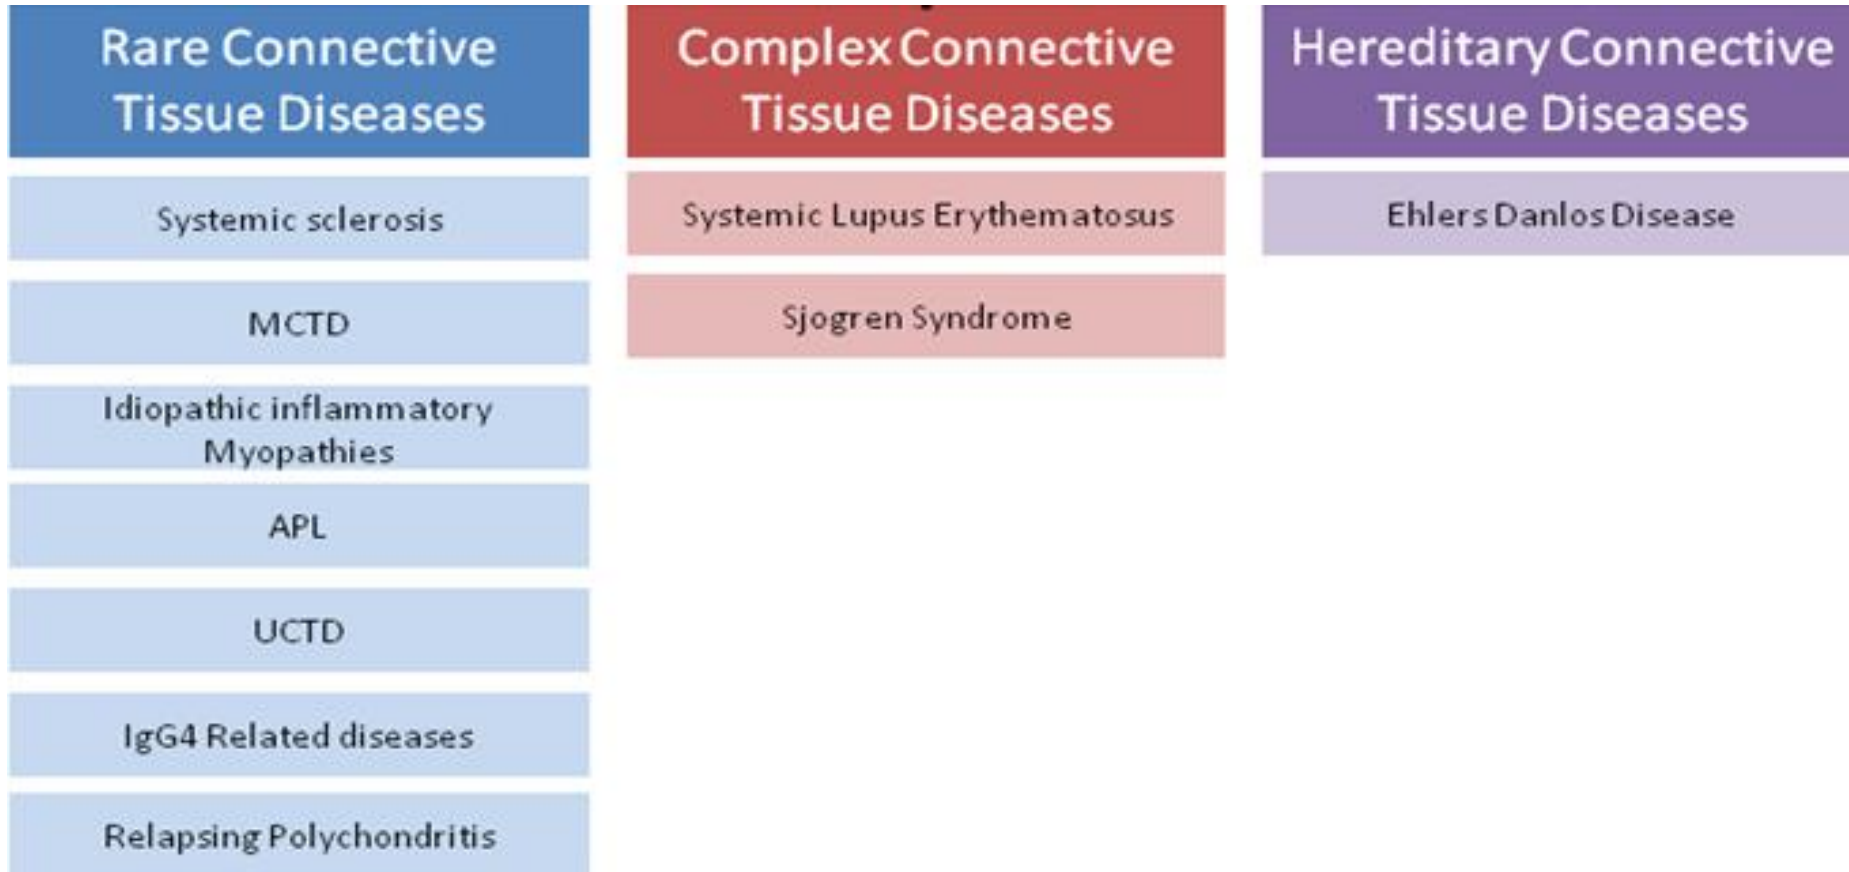 Rare Connective
Tissue Diseases
Systemic sclerosis
MCTD
Idiopathic inflammatory
Myopathies
APL
UCTD
IgG4 Related diseases
Relapsing Polychondritis
Complex Connective
Tissue Diseases
Systemic Lupus Erythematosus
Sjogren Syndrome
Hereditary Connective
Tissue Diseases
Ehlers Danlos Disease